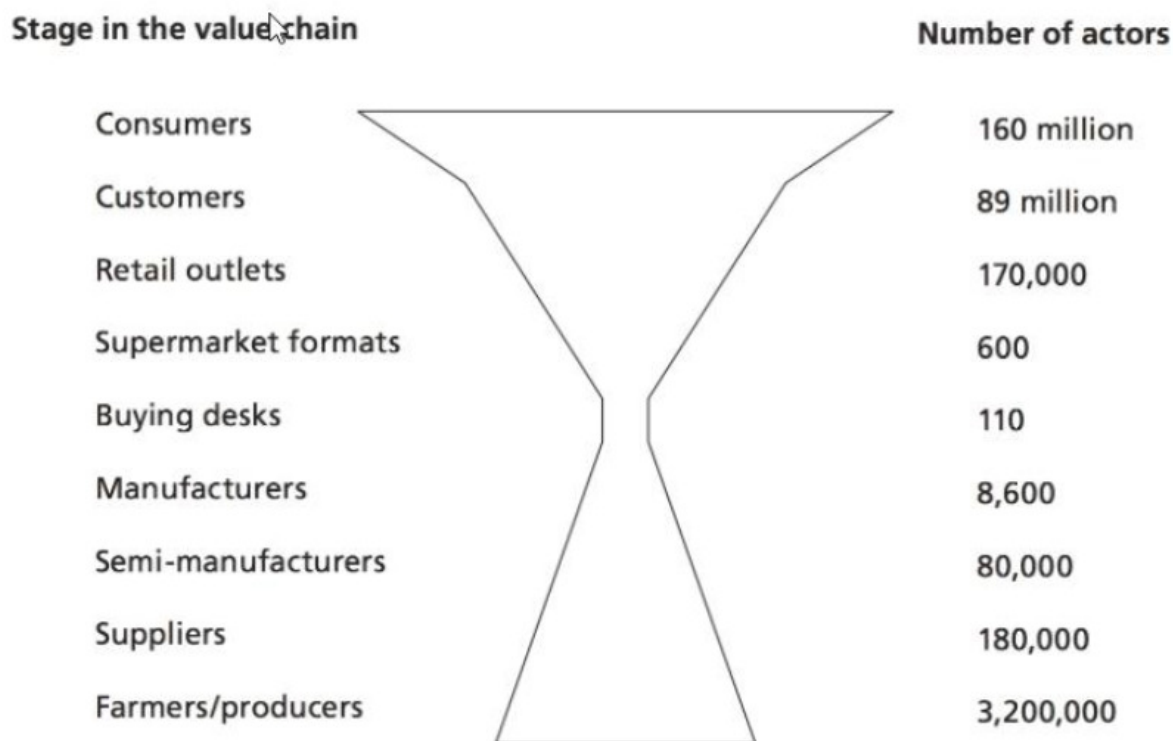 Stage in the value chain Number of actors
Consumers 160 million
Customers 89 million
Retail outlets 170,000
Supermarket formats 600
Buying desks 110
Manufacturers 8,600
Semi-manufacturers 80,000
Suppliers 180,000
Farmers/producers 3,200,000